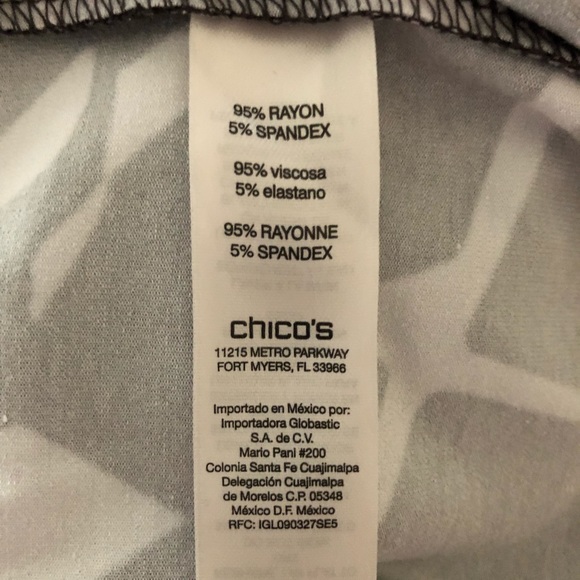 95% RAYON
5% SPANDEX
95% viscosa
5% elastano
95% RAYONNE
5% SPANDEX
chico's
11215 METRO PARKWAY
FORT MYERS, FL 33966
Importado en México por:
Importadora Globastic
S.A. de C.V.
Mario Pani #200
Colonia Santa Fe Cuajimalpa
Delegación Cuajimalpa
de Morelos C.P. 05348
México D.F. México
RFC: IGL090327SE5